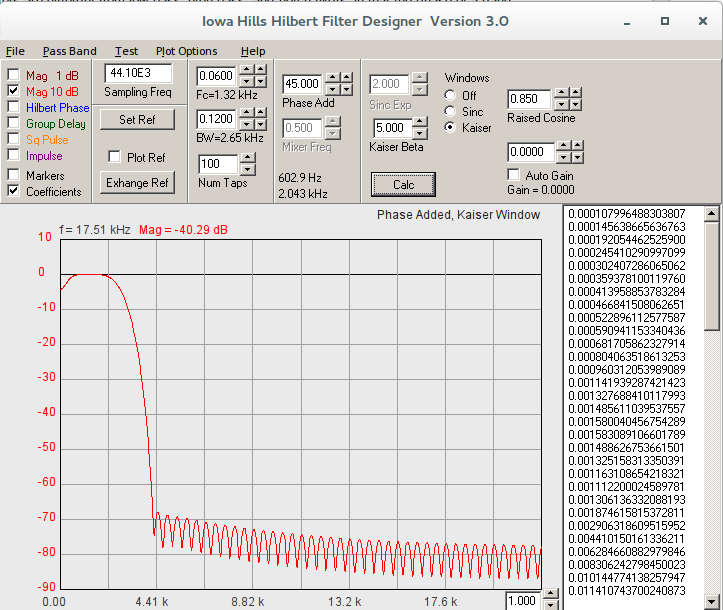 Iowa Hills Hilbert Filter Designer Version 3.0
File Pass Band Test Plot Options Help
Mag 1 dB
Mag 10 dB
Hilbert Phase
Group Delay
Sq Pulse
Impulse
Markers
Coefficients
44.10E3
Sampling Freq
Set Ref
Plot Ref
Exhange Ref
0.0600
Fc=1.32 kHz
0.1200
BW=2.65 kHz
100
Num Taps
45.000
Phase Add
0.500
Mixer Freq
602.9 Hz
2.043 kHz
2.000
Sinc Exp
5.000
Kaiser Beta
Calc
Windows
Off
Sinc
Kaiser
0.850
Raised Cosine
0.0000
Auto Gain
Gain = 0.0000
Phase Added, Kaiser Window
f = 17.51 kHz Mag = -40.29 dB
10
0
-10
-20
-30
-40
-50
-60
-70
-80
-90
0.00 4.41 k 8.82 k 13.2 k 17.6 k
1.000
0.000107996488303807
0.000145638665636763
0.000192054462525900
0.000245410290997099
0.000302407286065062
0.000359378100119760
0.000413958853783284
0.000466841508062651
0.000522896112577587
0.000590941153340436
0.000681705862327914
0.000804063518613253
0.000960312053989089
0.001141939287421423
0.001327688410117993
0.001485611039537557
0.001580040456754289
0.001583089106601789
0.001488626753661501
0.001325158313350391
0.001163108654218321
0.001112200024589781
0.001306136332088193
0.001874615815372811
0.002906318609515952
0.004410150161336211
0.006284660882979846
0.008306242798450023
0.010144774138257947
0.011410743700240873